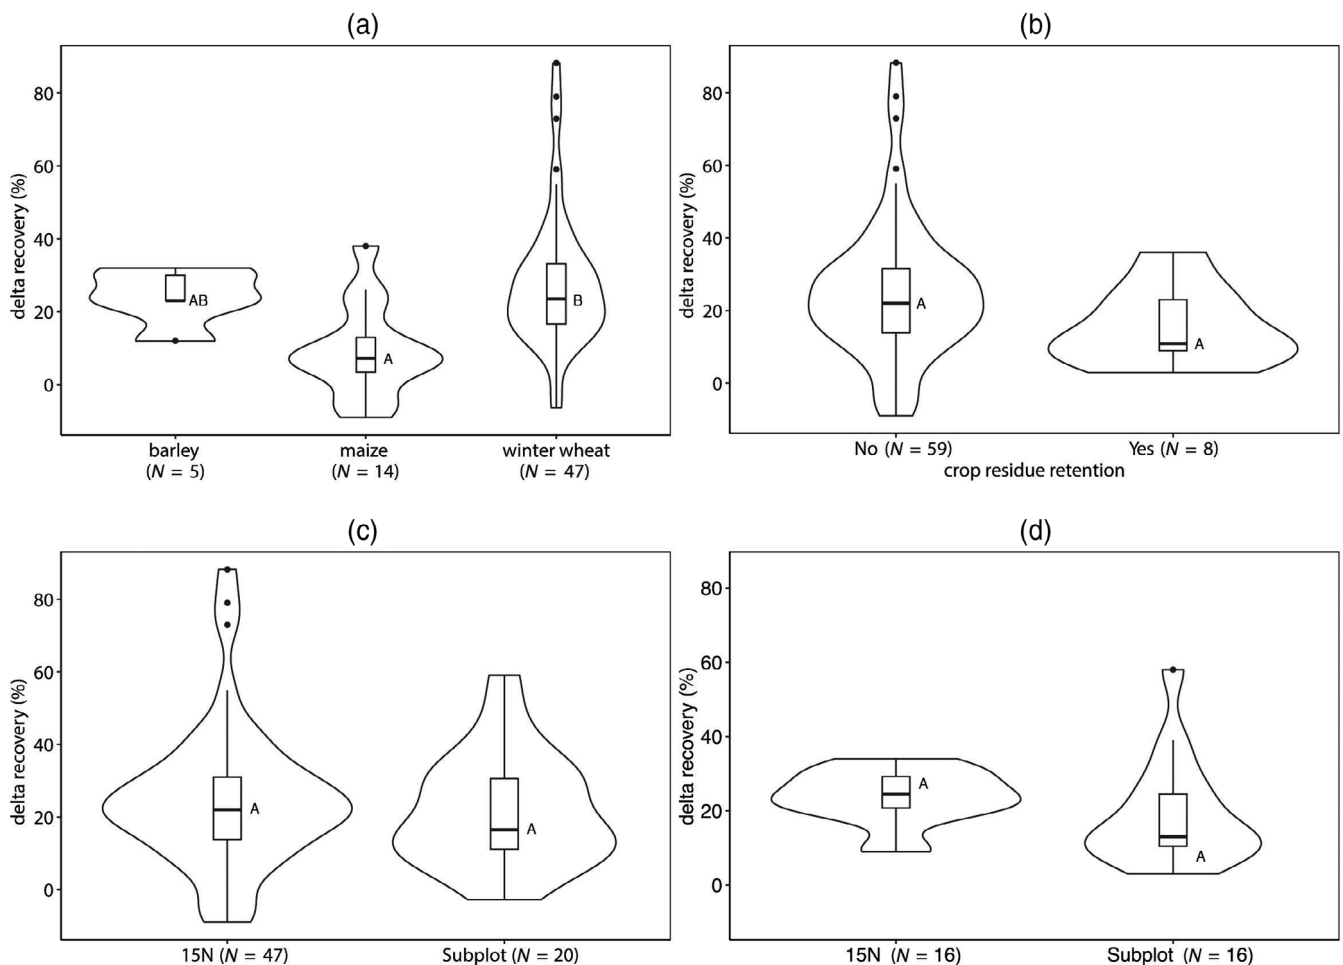 (a)
80
60
40
20
0
delta recovery (%)
AB
A
B
barley
(N = 5)
maize
(N = 14)
winter wheat
(N = 47)
(b)
80
60
40
20
0
delta recovery (%)
A
A
No (N = 59)
Yes (N = 8)
crop residue retention
(c)
80
60
40
20
0
delta recovery (%)
A
A
15N (N = 47)
Subplot (N = 20)
(d)
80
60
40
20
0
delta recovery (%)
A
A
15N (N = 16)
Subplot (N = 16)